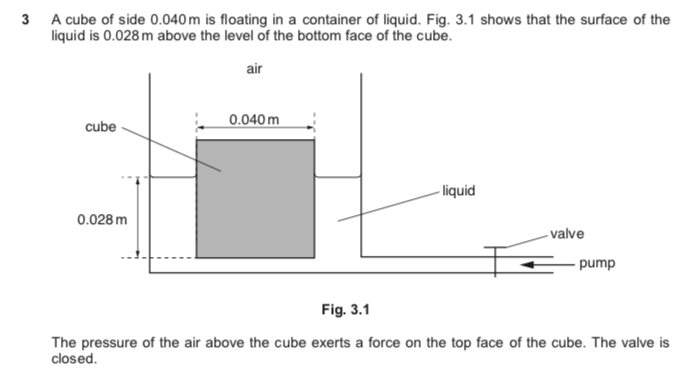 3 A cube of side 0.040 m is floating in a container of liquid. Fig. 3.1 shows that the surface of the
liquid is 0.028 m above the level of the bottom face of the cube.
air
0.040 m
cube
liquid
0.028 m
valve
pump
Fig. 3.1
The pressure of the air above the cube exerts a force on the top face of the cube. The valve is
closed.